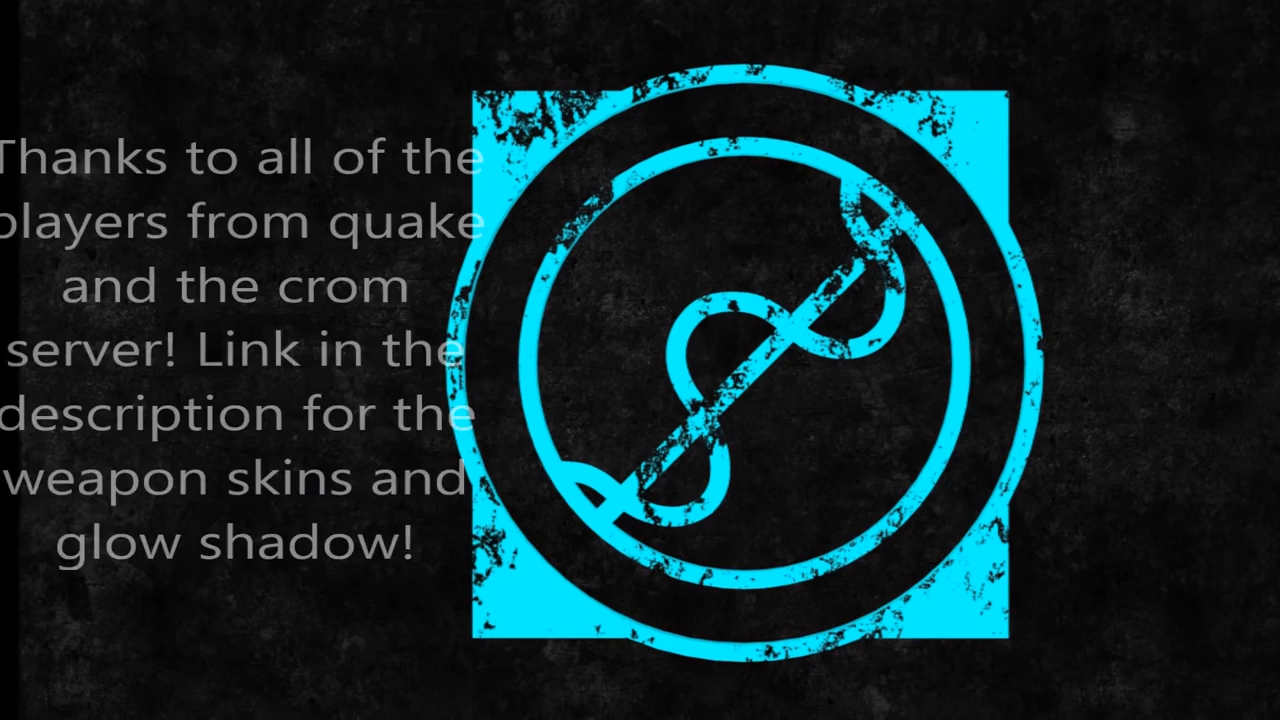 Thanks to all of the
players from quake
and the crom
server! Link in the
description for the
weapon skins and
glow shadow!